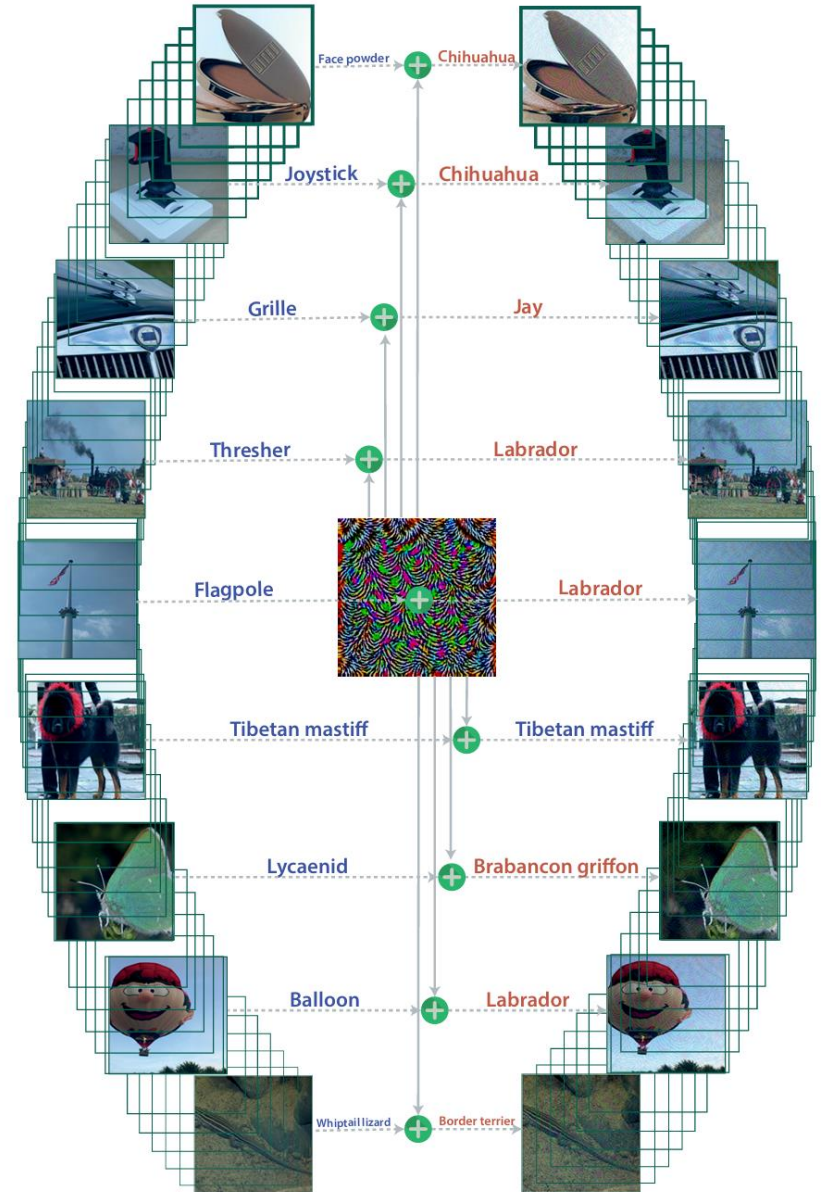 Face powder
Chihuahua
Joystick
Chihuahua
Grille
Jay
Thresher
Labrador
Flagpole
Labrador
Tibetan mastiff
Tibetan mastiff
Lycaenid
Brabancon griffon
Balloon
Labrador
Whiptail lizard
Border terrier